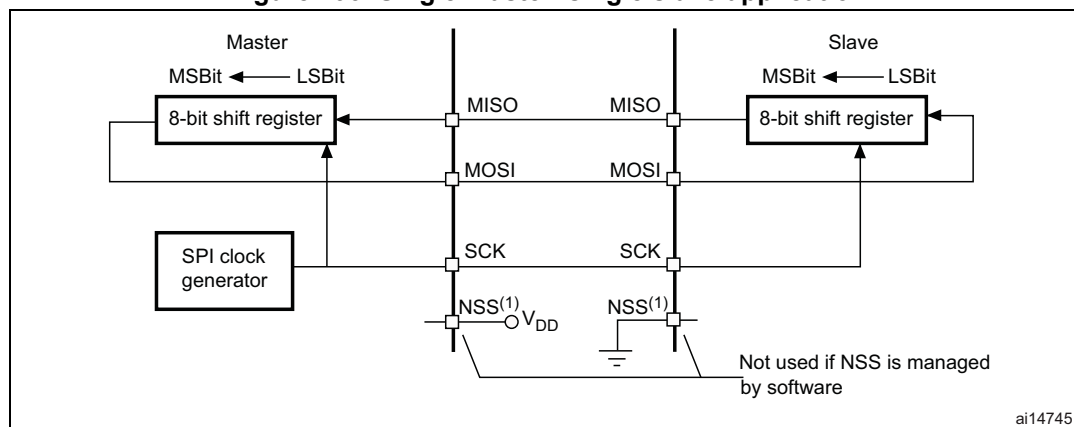 Master
Slave
MSBit
LSBit
MSBit
LSBit
8-bit shift register
MISO
MISO
8-bit shift register
MOSI
MOSI
SPI clock
generator
SCK
SCK
NSS(1)
VDD
NSS(1)
Not used if NSS is managed
by software
ai14745